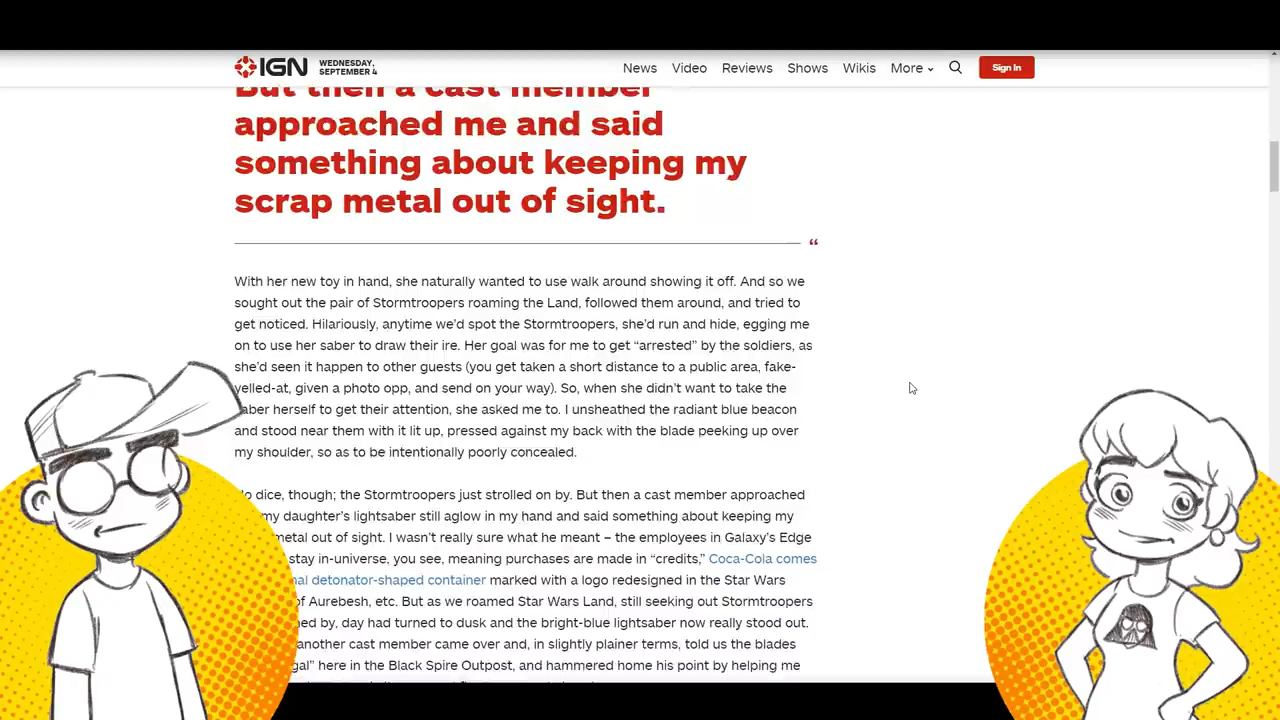 IGN
WEDNESDAY,
SEPTEMBER 4
News Video Reviews Shows Wikis More
Sign In
But then a cast member
approached me and said
something about keeping my
scrap metal out of sight.
“
With her new toy in hand, she naturally wanted to use walk around showing it off. And so we
sought out the pair of Stormtroopers roaming the Land, followed them around, and tried to
get noticed. Hilariously, anytime we’d spot the Stormtroopers, she’d run and hide, egging me
on to use her saber to draw their ire. Her goal was for me to get “arrested” by the soldiers, as
she’d seen it happen to other guests (you get taken a short distance to a public area, fake-
yelled-at, given a photo opp, and send on your way). So, when she didn’t want to take the
saber herself to get their attention, she asked me to. I unsheathed the radiant blue beacon
and stood near them with it lit up, pressed against my back with the blade peeking up over
my shoulder, so as to be intentionally poorly concealed.
dice, though; the Stormtroopers just strolled on by. But then a cast member approached
my daughter’s lightsaber still aglow in my hand and said something about keeping my
metal out of sight. I wasn’t really sure what he meant – the employees in Galaxy’s Edge
stay in-universe, you see, meaning purchases are made in “credits,” Coca-Cola comes
detonator-shaped container marked with a logo redesigned in the Star Wars
of Aurebesh, etc. But as we roamed Star Wars Land, still seeking out Stormtroopers
by, day had turned to dusk and the bright-blue lightsaber now really stood out.
another cast member came over and, in slightly plainer terms, told us the blades
here in the Black Spire Outpost, and hammered home his point by helping me